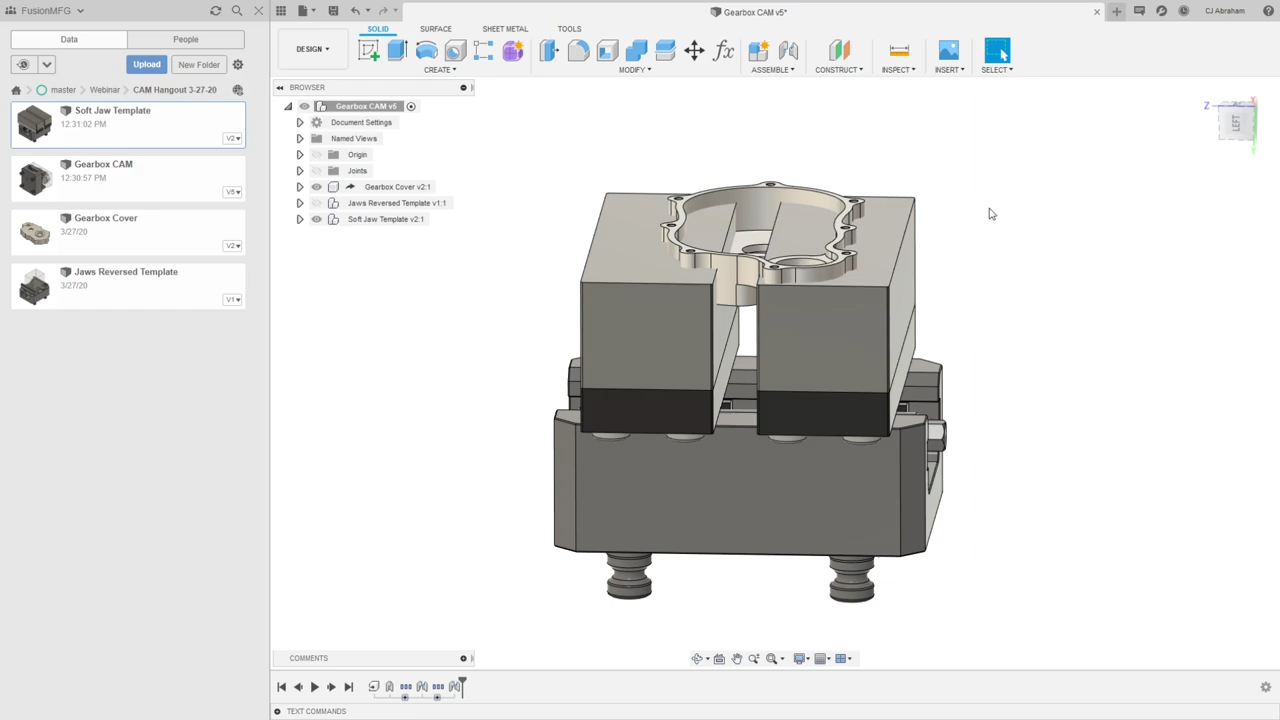 FusionMFG
Gearbox CAM v5*
CJ Abraham
Data
People
Upload
New Folder
master
Webinar
CAM Hangout 3-27-20
Soft Jaw Template
12:31:02 PM
V2
Gearbox CAM
12:30:57 PM
V5
Gearbox Cover
3/27/20
V2
Jaws Reversed Template
3/27/20
V1
SOLID
SURFACE
SHEET METAL
TOOLS
DESIGN
CREATE
MODIFY
ASSEMBLE
CONSTRUCT
INSPECT
INSERT
SELECT
fx
BROWSER
Gearbox CAM v5
Document Settings
Named Views
Origin
Joints
Gearbox Cover v2:1
Jaws Reversed Template v1:1
Soft Jaw Template v2:1
Z
LEFT
COMMENTS
TEXT COMMANDS